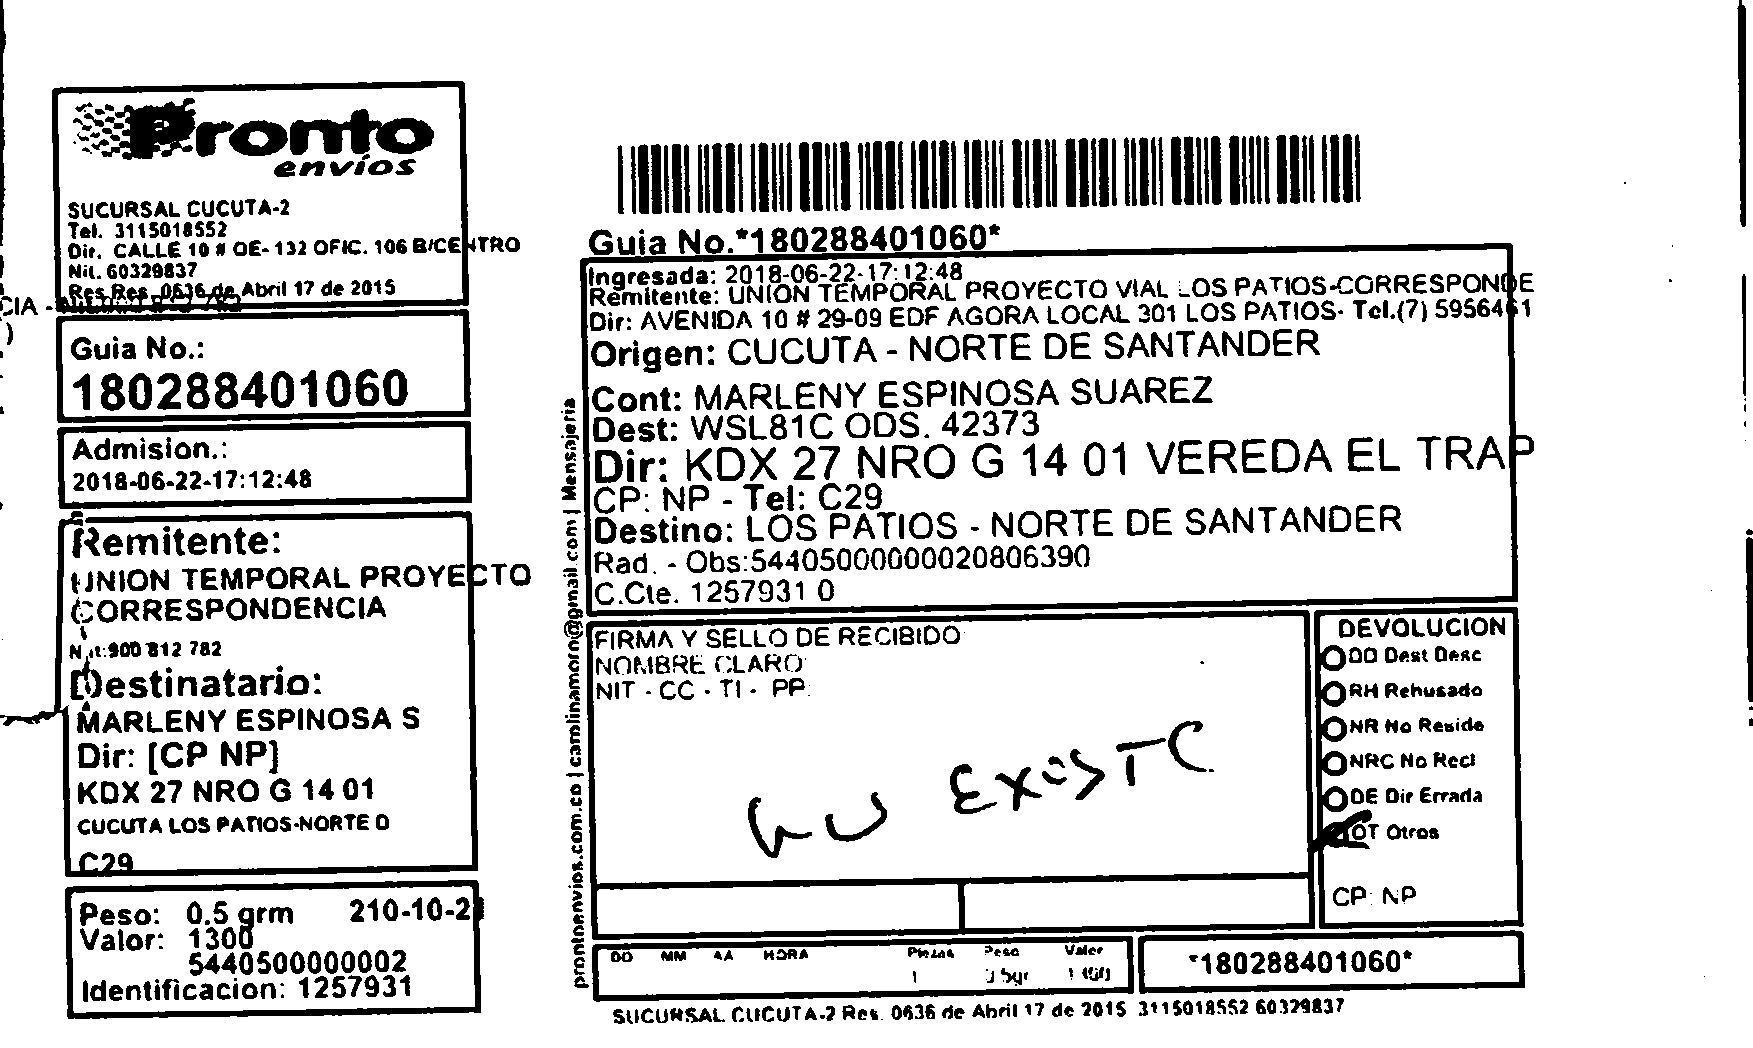 Pronto
envíos
SUCURSAL CUCUTA-2
Tel. 3115018552
Dir. CALLE 10 # OE-132 OFIC. 106 B/CENTRO
Nit. 60329837
Res Res. 0636 de Abril 17 de 2015
CIA -
)
Guia No.:
180288401060
Admision.:
2018-06-22-17:12:48
Remitente:
UNION TEMPORAL PROYECTO
CORRESPONDENCIA
Nit:900 812 782
Destinatario:
MARLENY ESPINOSA S
Dir: [CP NP]
KDX 27 NRO G 14 01
CUCUTA LOS PATIOS-NORTE D
C29
Peso: 0.5 grm 210-10-2
Valor: 1300
5440500000002
Identificacion: 1257931
prontoenvios.com.co | carolinamoro@gmail.com | Mensajeria
Guia No.*180288401060*
Ingresada: 2018-06-22-17:12:48
Remitente: UNION TEMPORAL PROYECTO VIAL LOS PATIOS-CORRESPONDE
Dir: AVENIDA 10 # 29-09 EDF AGORA LOCAL 301 LOS PATIOS- Tel.(7) 5956461
Origen: CUCUTA - NORTE DE SANTANDER
Cont: MARLENY ESPINOSA SUAREZ
Dest: WSL81C ODS. 42373
Dir: KDX 27 NRO G 14 01 VEREDA EL TRAP
CP: NP - Tel: C29
Destino: LOS PATIOS - NORTE DE SANTANDER
Rad. - Obs:54405000000020806390
C.Cte. 1257931 0
FIRMA Y SELLO DE RECIBIDO
NOMBRE CLARO
NIT - CC - TI - PP
NO EXISTE
DEVOLUCION
DD Dest Desc
RH Rehusado
NR No Reside
NRC No Recl
DE Dir Errada
OT Otros
CP: NP
DD MM AA HORA Piezas Peso Valor
1 0.5gr
*180288401060*
SUCURSAL CUCUTA-2 Res. 0636 de Abril 17 de 2015 3115018552 60329837